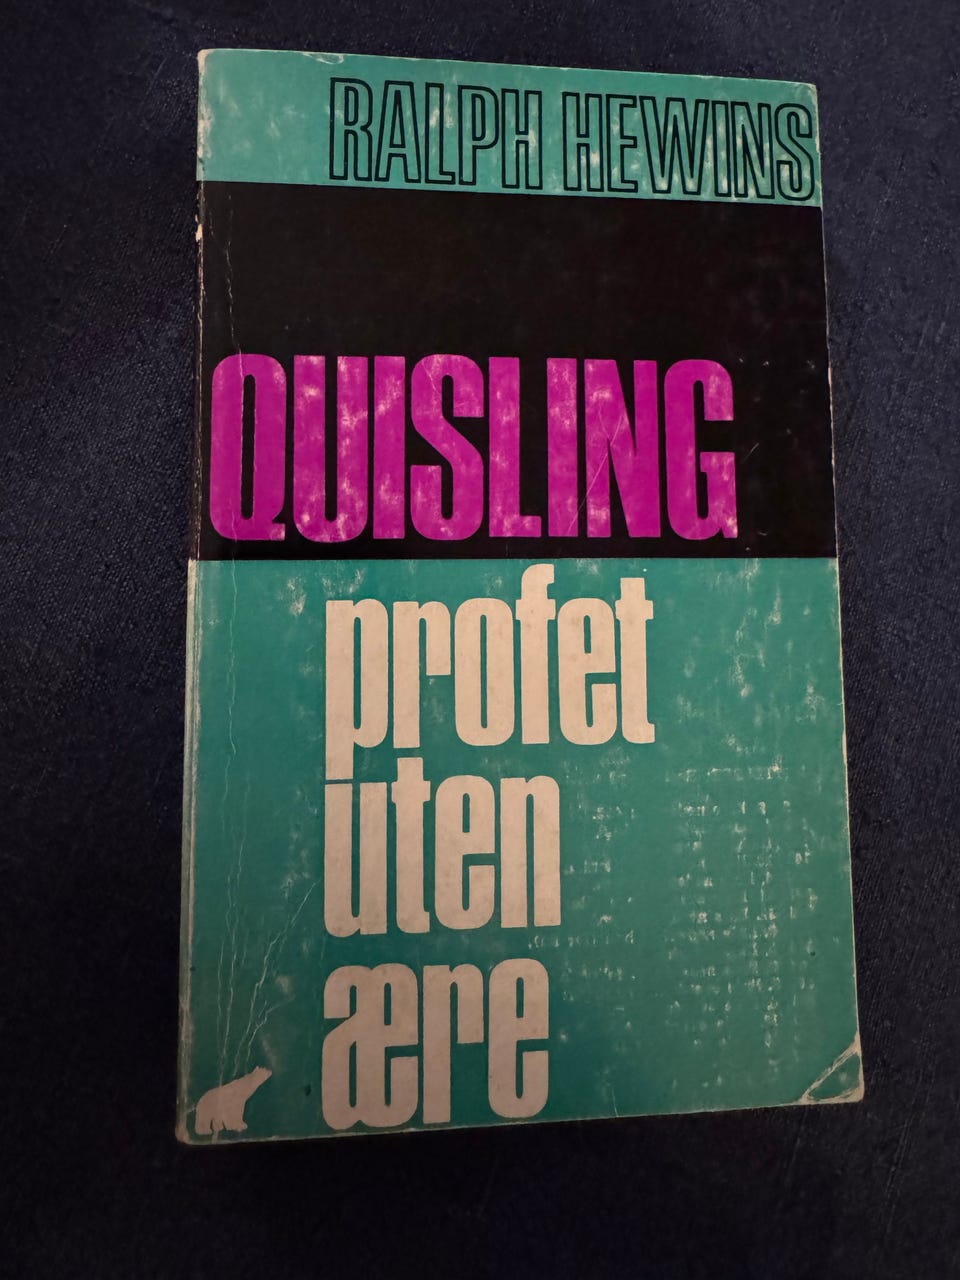 RALPH HEWINS
QUISLING
profet
uten
ære